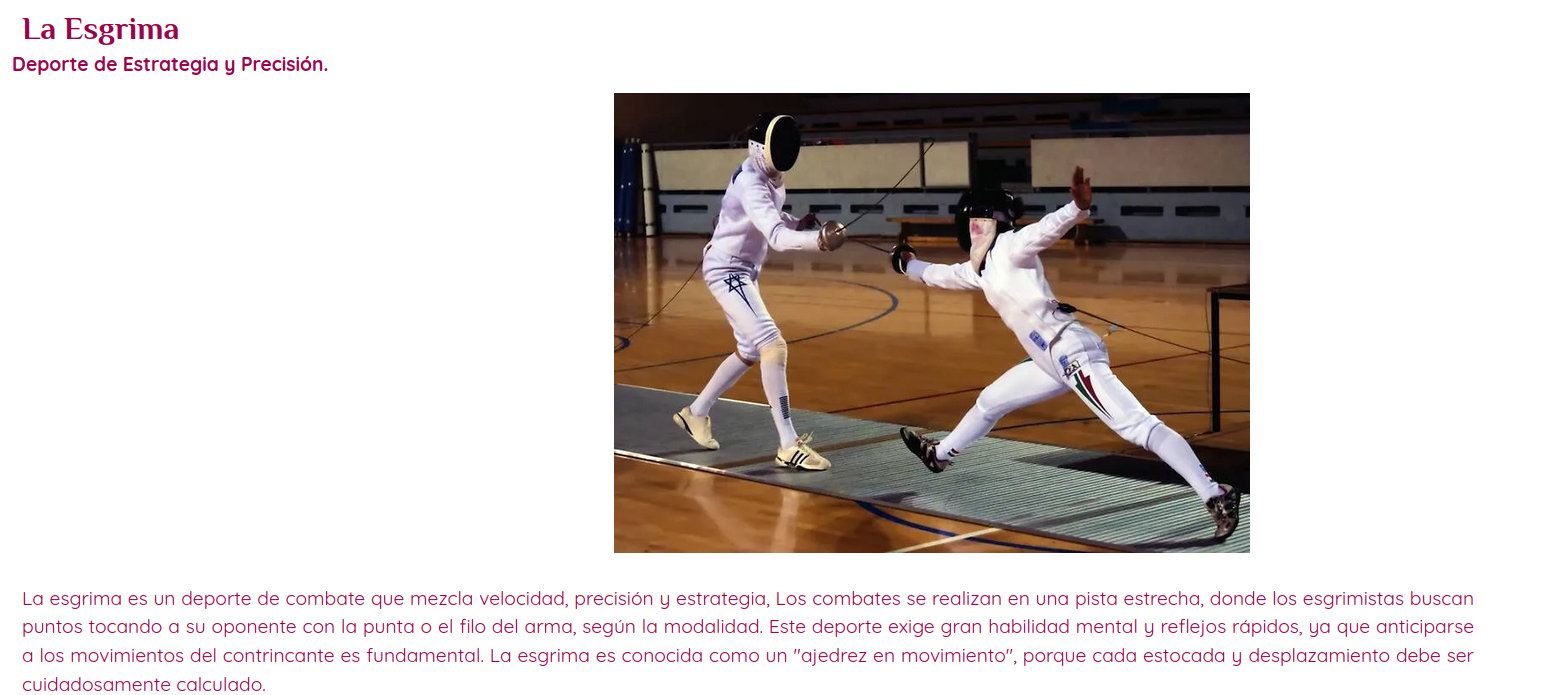 La Esgrima
Deporte de Estrategia y Precisión.
La esgrima es un deporte de combate que mezcla velocidad, precisión y estrategia, Los combates se realizan en una pista estrecha, donde los esgrimistas buscan
puntos tocando a su oponente con la punta o el filo del arma, según la modalidad. Este deporte exige gran habilidad mental y reflejos rápidos, ya que anticiparse
a los movimientos del contrincante es fundamental. La esgrima es conocida como un "ajedrez en movimiento", porque cada estocada y desplazamiento debe ser
cuidadosamente calculado.